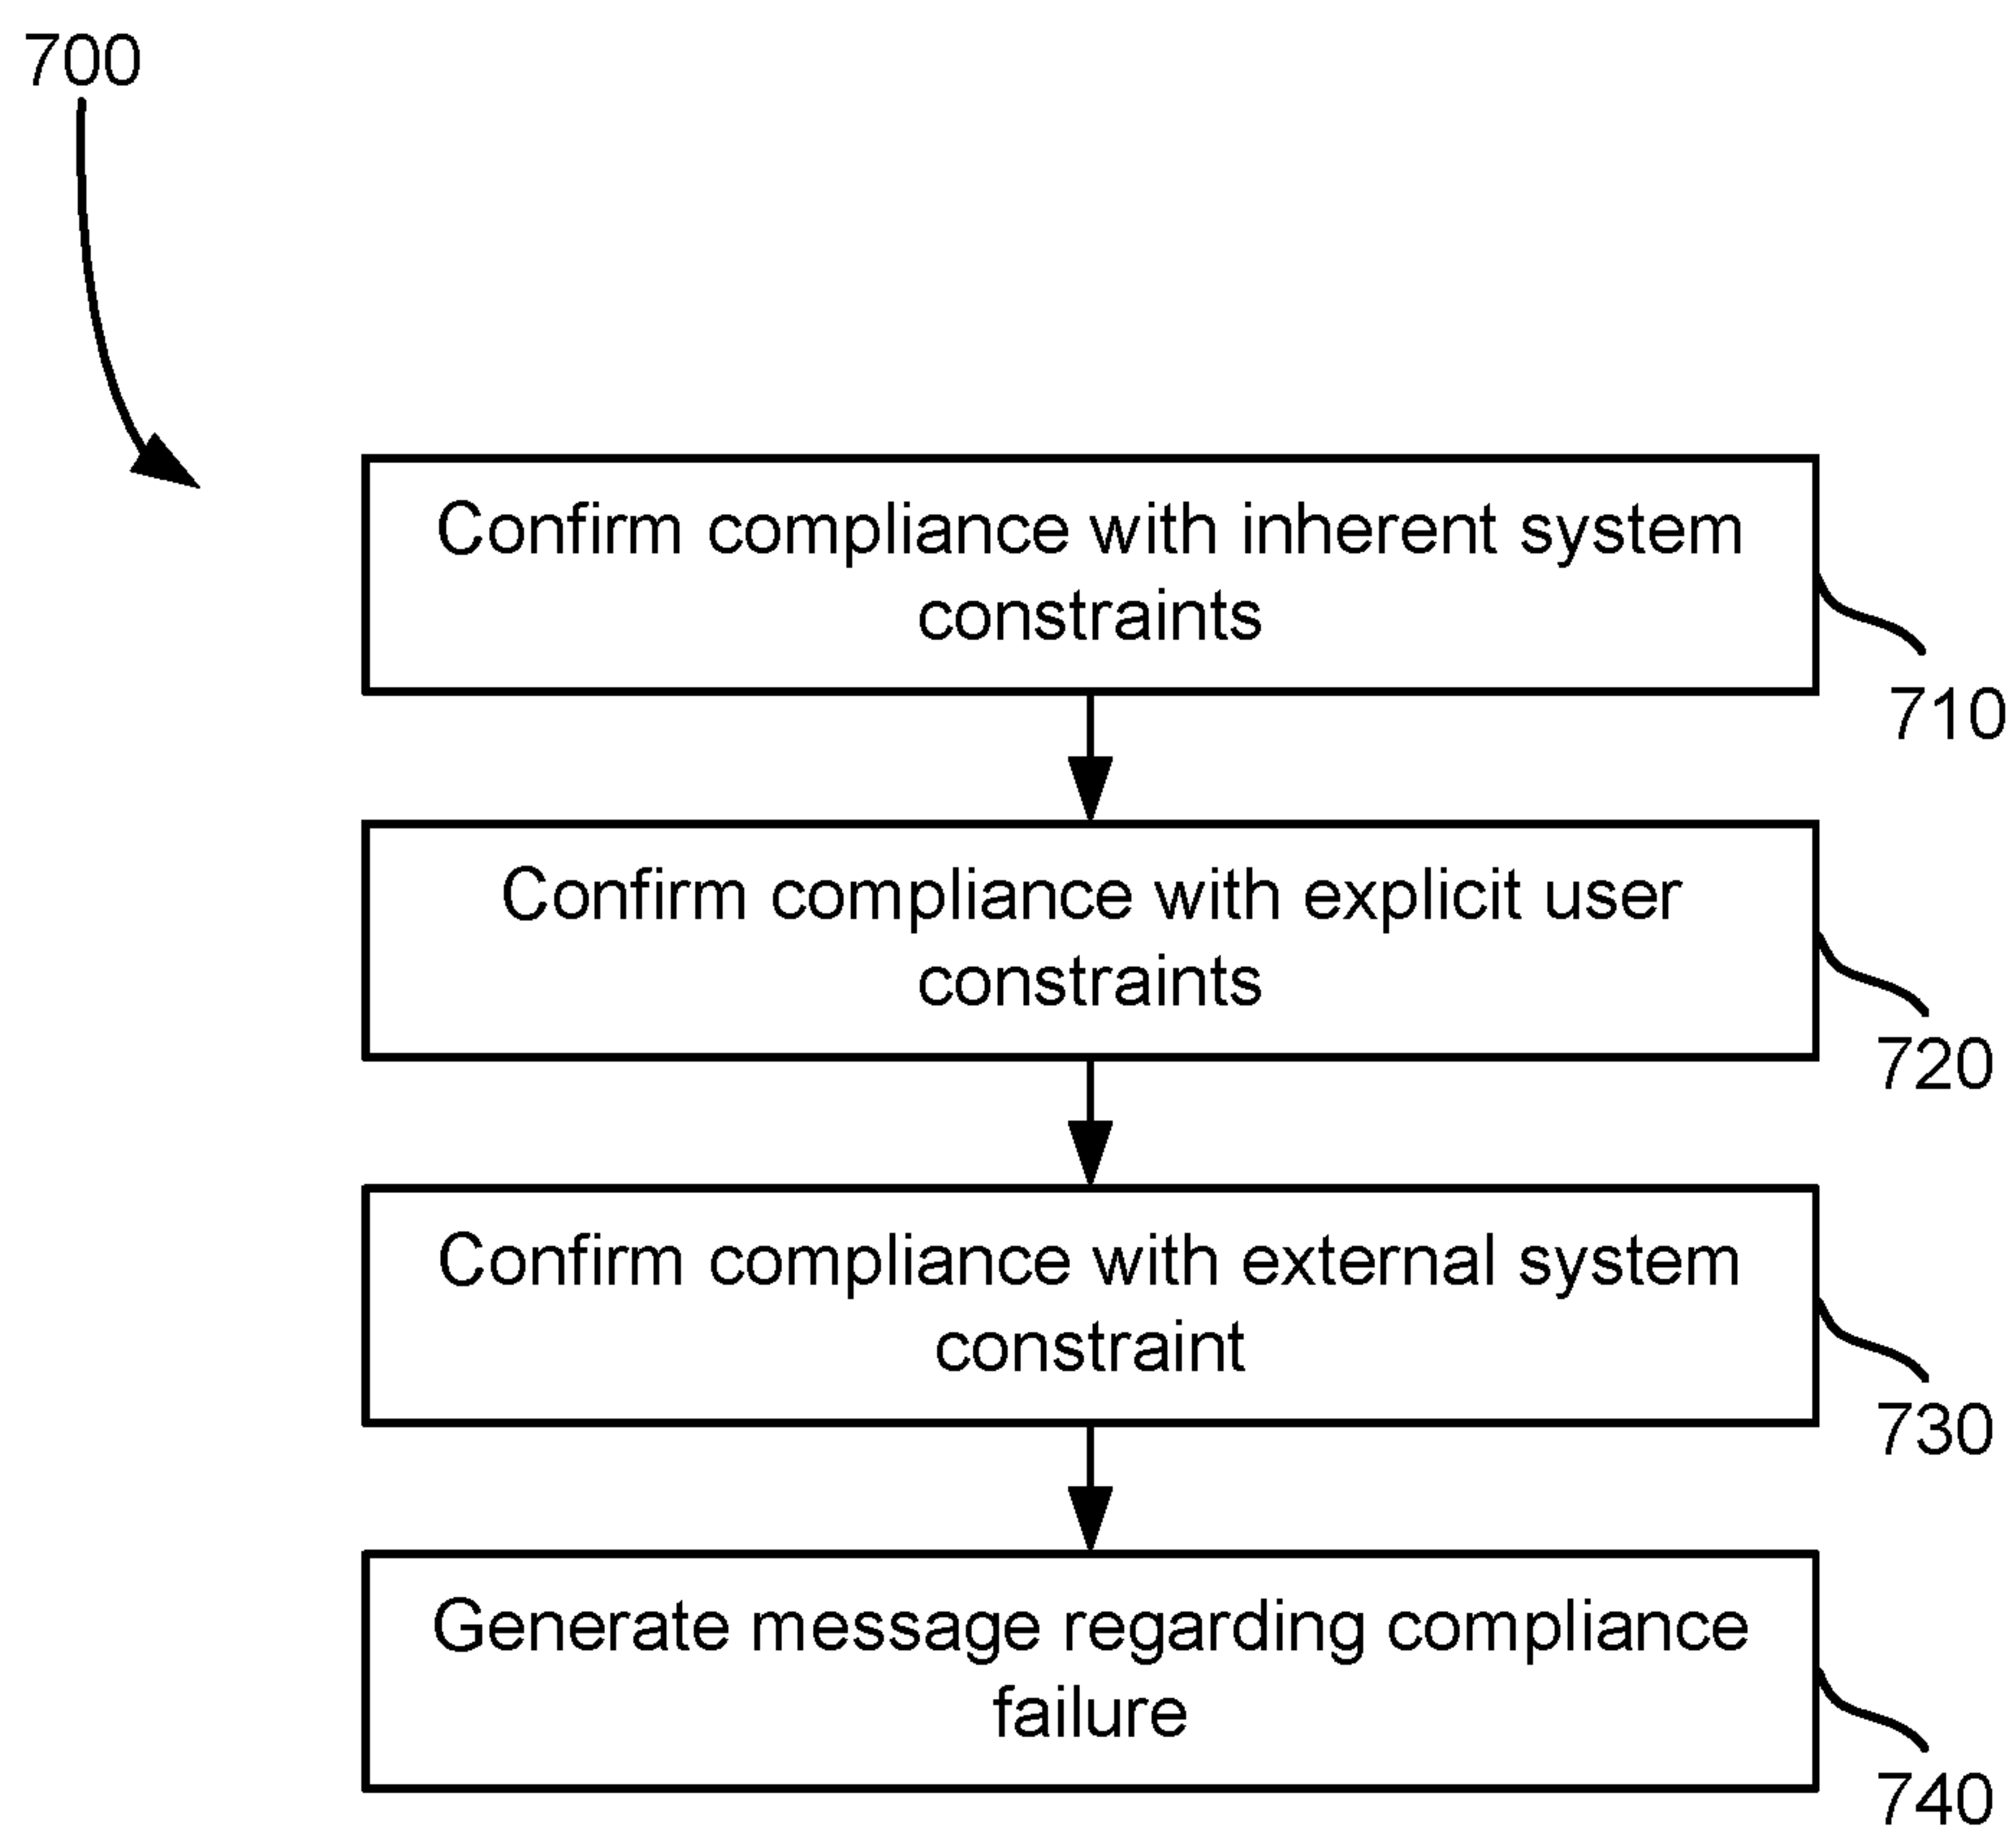 700
Confirm compliance with inherent system
constraints
710
Confirm compliance with explicit user
constraints
720
Confirm compliance with external system
constraint
730
Generate message regarding compliance
failure
740